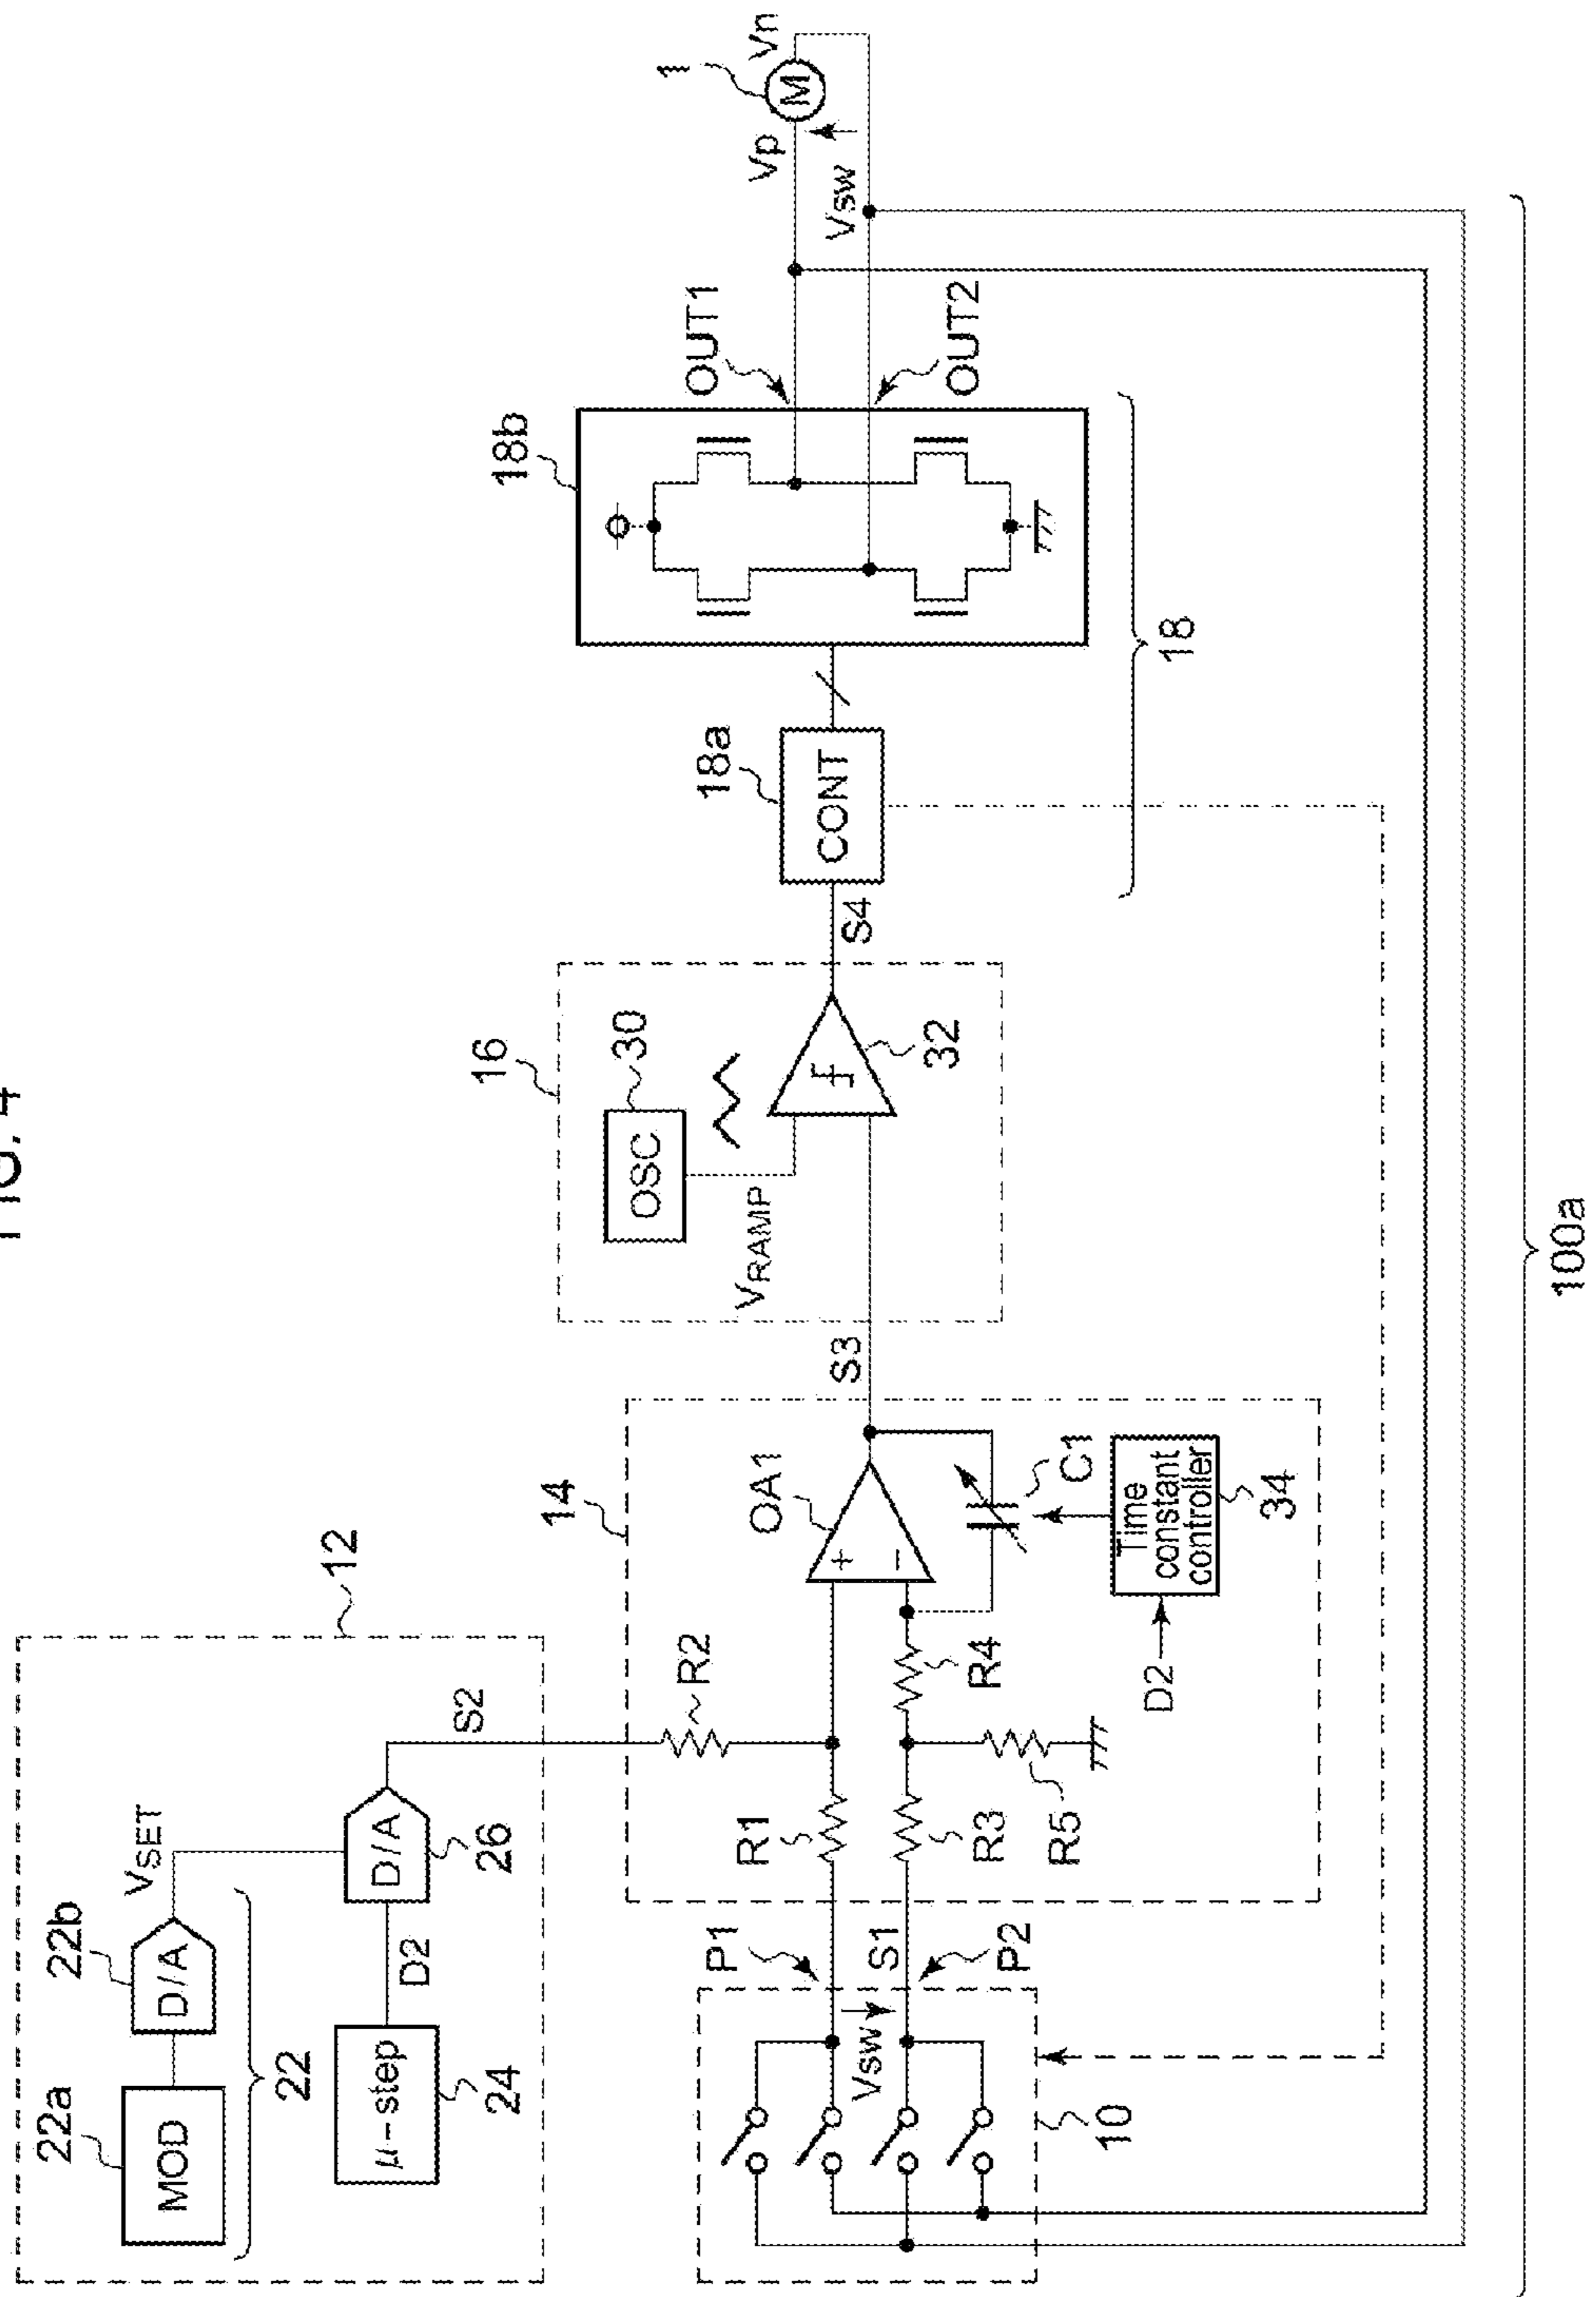 FIG. 4
12
22a
MOD
22b
D/A
VSET
22
μ-step
24
D2
D/A
26
S2
14
R2
R1
OA1
+
-
P1
S1
P2
R3
R4
R5
C1
Time
constant
controller
34
D2
Vsw
10
S3
16
OSC
30
VRAMP
32
S4
18a
CONT
18b
18
OUT1
OUT2
1
M
Vp
Vn
Vsw
100a